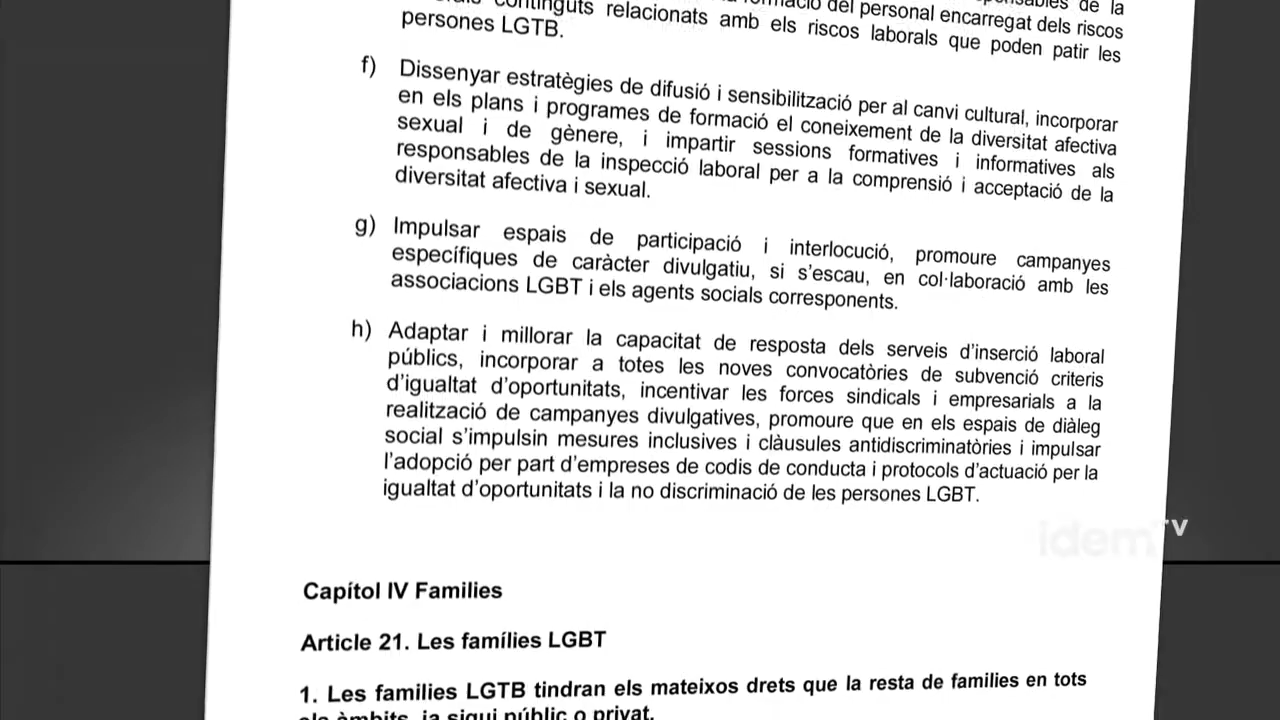 continguts relacionats amb els riscos laborals que poden patir les
formació del personal encarregat dels riscos
de la
persones LGTB.
f) Dissenyar estratègies de difusió i sensibilització per al canvi cultural, incorporar
en els plans i programes de formació el coneixement de la diversitat afectiva
sexual i de gènere, i impartir sessions formatives i informatives als
responsables de la inspecció laboral per a la comprensió i acceptació de la
diversitat afectiva i sexual.
g) Impulsar espais de participació i interlocució, promoure campanyes
específiques de caràcter divulgatiu, si s'escau, en col·laboració amb les
associacions LGBT i els agents socials corresponents.
h) Adaptar i millorar la capacitat de resposta dels serveis d'inserció laboral
públics, incorporar a totes les noves convocatòries de subvenció criteris
d'igualtat d'oportunitats, incentivar les forces sindicals i empresarials a la
realització de campanyes divulgatives, promoure que en els espais de diàleg
social s'impulsin mesures inclusives i clàusules antidiscriminatòries i impulsar
l'adopció per part d'empreses de codis de conducta i protocols d'actuació per la
igualtat d'oportunitats i la no discriminació de les persones LGBT.
idemTV
Capítol IV Families
Article 21. Les famílies LGBT
1. Les families LGTB tindran els mateixos drets que la resta de families en tots
els àmbits, ja sigui públic o privat.